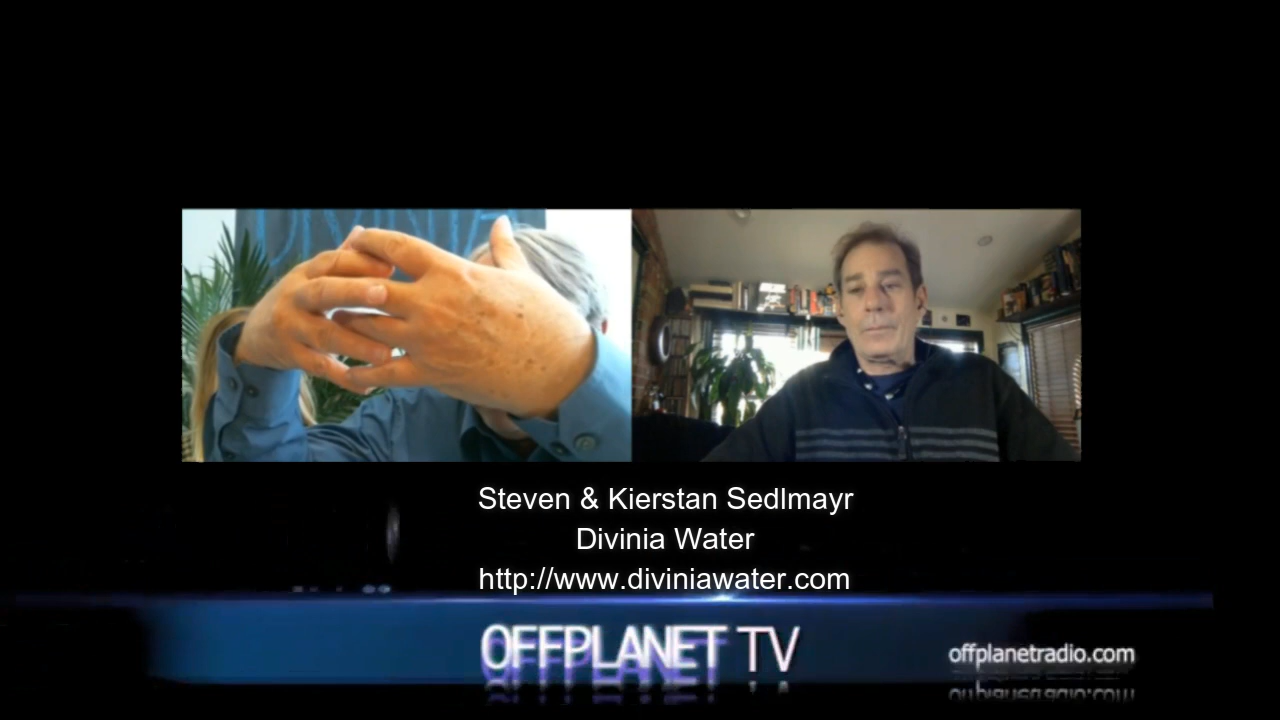 Steven & Kierstan Sedlmayr
Divinia Water
http://www.diviniawater.com
OFFPLANET TV
offplanetradio.com